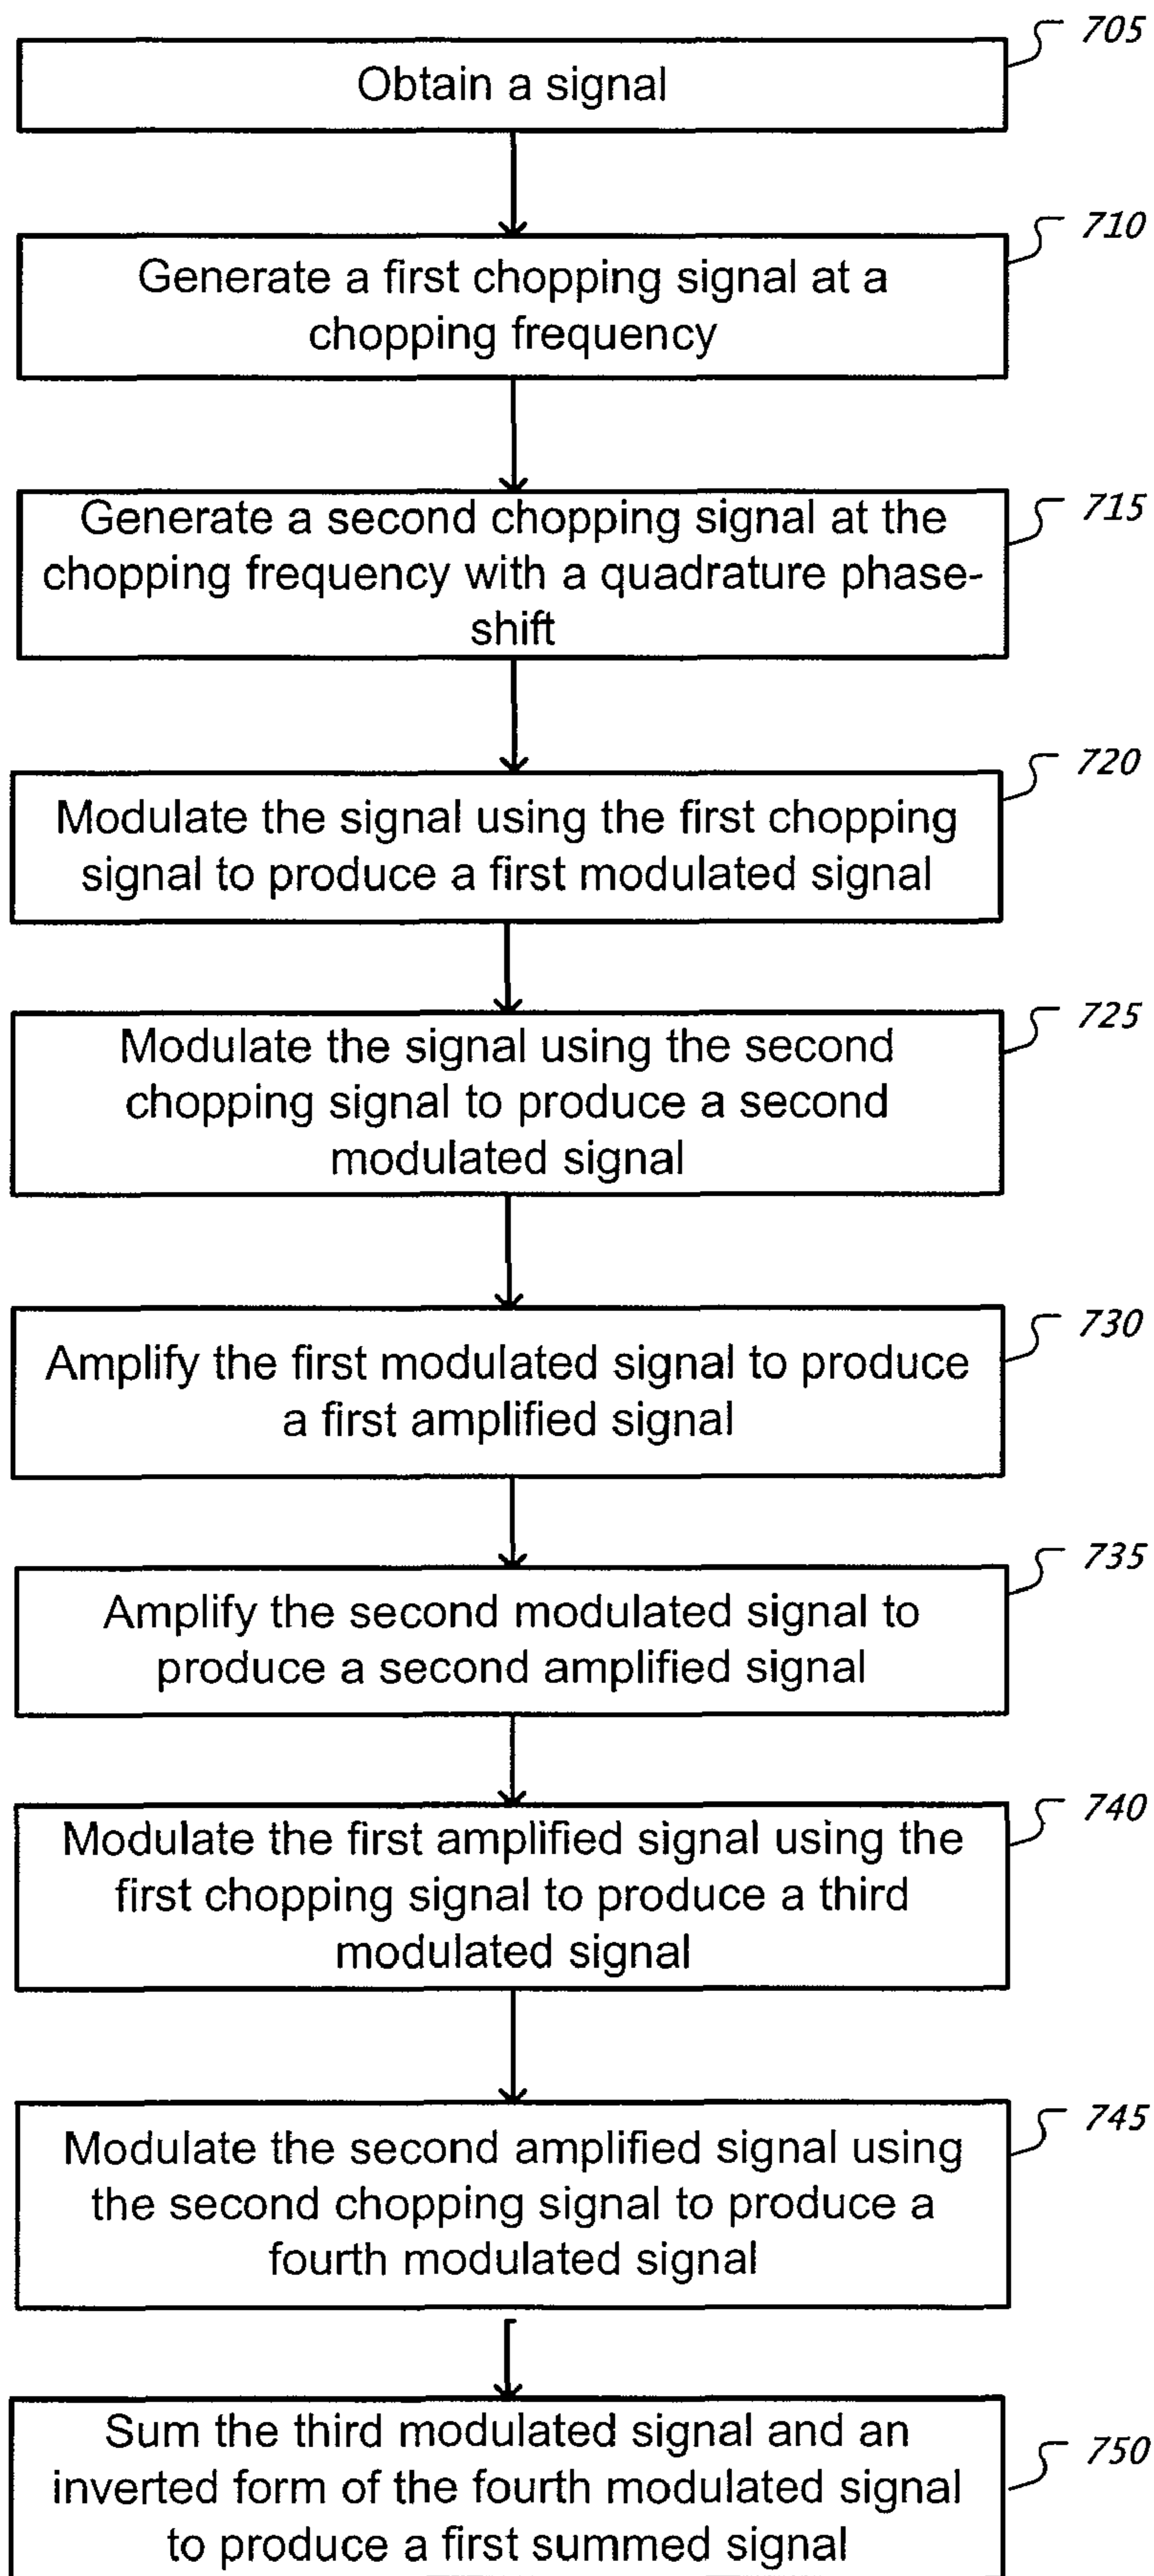 705
Obtain a signal
710
Generate a first chopping signal at a
chopping frequency
715
Generate a second chopping signal at the
chopping frequency with a quadrature phase-
shift
720
Modulate the signal using the first chopping
signal to produce a first modulated signal
725
Modulate the signal using the second
chopping signal to produce a second
modulated signal
730
Amplify the first modulated signal to produce
a first amplified signal
735
Amplify the second modulated signal to
produce a second amplified signal
740
Modulate the first amplified signal using the
first chopping signal to produce a third
modulated signal
745
Modulate the second amplified signal using
the second chopping signal to produce a
fourth modulated signal
750
Sum the third modulated signal and an
inverted form of the fourth modulated signal
to produce a first summed signal